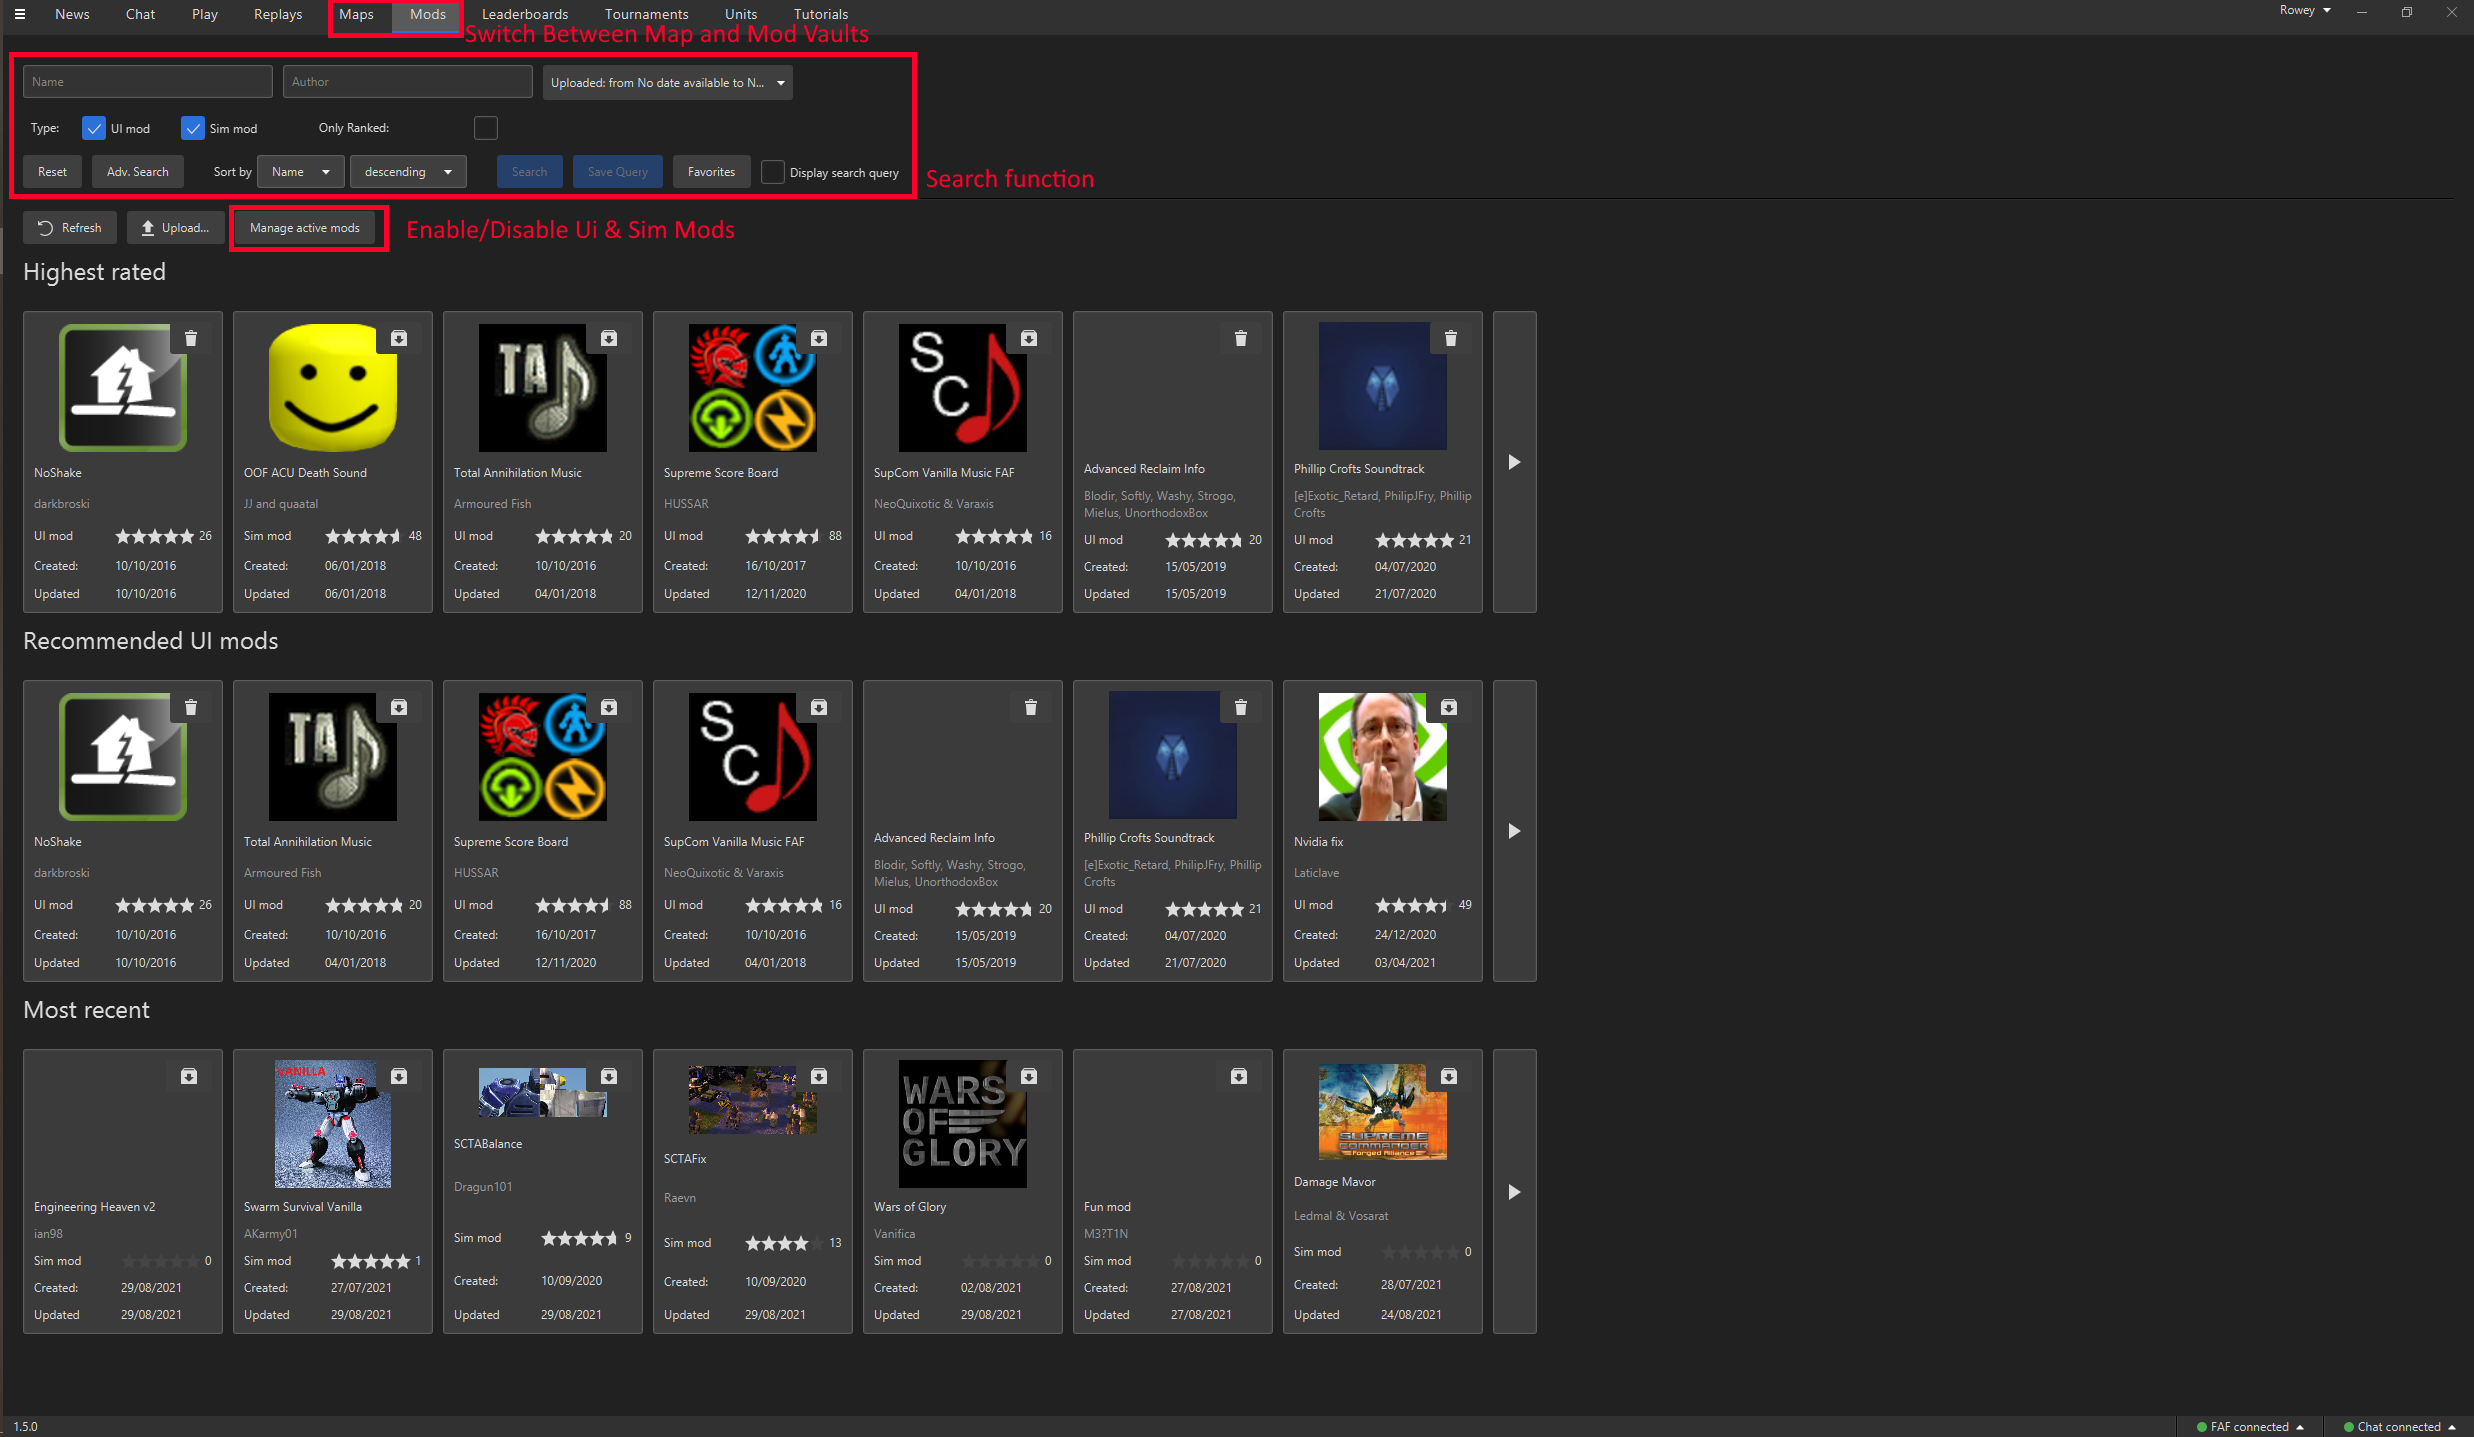 News Chat Play Replays Maps Mods Leaderboards Tournaments Units Tutorials Rowey
Switch Between Map and Mod Vaults
Name Author Uploaded: from No date available to N...
Type: UI mod Sim mod Only Ranked:
Reset Adv. Search Sort by Name descending Search Save Query Favorites Display search query
Search function
Refresh Upload... Manage active mods Enable/Disable Ui & Sim Mods
Highest rated
TA S C
NoShake OOF ACU Death Sound Total Annihilation Music Supreme Score Board SupCom Vanilla Music FAF Advanced Reclaim Info Phillip Crofts Soundtrack
darkbroski JJ and quaatal Armoured Fish HUSSAR NeoQuixotic & Varaxis Blodir, Softly, Washy, Strogo, [e]Exotic_Retard, PhilipJFry, Phillip
Mielus, UnorthodoxBox Crofts
UI mod 26 Sim mod 48 UI mod 20 UI mod 88 UI mod 16 UI mod 20 UI mod 21
Created: 10/10/2016 Created: 06/01/2018 Created: 10/10/2016 Created: 16/10/2017 Created: 10/10/2016 Created: 15/05/2019 Created: 04/07/2020
Updated 10/10/2016 Updated 06/01/2018 Updated 04/01/2018 Updated 12/11/2020 Updated 04/01/2018 Updated 15/05/2019 Updated 21/07/2020
Recommended UI mods
TA S C
NoShake Total Annihilation Music Supreme Score Board SupCom Vanilla Music FAF Advanced Reclaim Info Phillip Crofts Soundtrack Nvidia fix
darkbroski Armoured Fish HUSSAR NeoQuixotic & Varaxis Blodir, Softly, Washy, Strogo, [e]Exotic_Retard, PhilipJFry, Phillip Laticlave
Mielus, UnorthodoxBox Crofts
UI mod 26 UI mod 20 UI mod 88 UI mod 16 UI mod 20 UI mod 21 UI mod 49
Created: 10/10/2016 Created: 10/10/2016 Created: 16/10/2017 Created: 10/10/2016 Created: 15/05/2019 Created: 04/07/2020 Created: 24/12/2020
Updated 10/10/2016 Updated 04/01/2018 Updated 12/11/2020 Updated 04/01/2018 Updated 15/05/2019 Updated 21/07/2020 Updated 03/04/2021
Most recent
VANILLA
WARS
OF
GLORY
SUPREME
COMMANDER
Forged Alliance
Engineering Heaven v2 Swarm Survival Vanilla SCTABalance SCTAFix Wars of Glory Fun mod Damage Mavor
ian98 AKarmy01 Dragun101 Raevn Vanifica M3?T1N Ledmal & Vosarat
Sim mod 0 Sim mod 1 Sim mod 9 Sim mod 13 Sim mod 0 Sim mod 0 Sim mod 0
Created: 29/08/2021 Created: 27/07/2021 Created: 10/09/2020 Created: 10/09/2020 Created: 02/08/2021 Created: 27/08/2021 Created: 28/07/2021
Updated 29/08/2021 Updated 29/08/2021 Updated 29/08/2021 Updated 29/08/2021 Updated 29/08/2021 Updated 27/08/2021 Updated 24/08/2021
1.5.0 FAF connected Chat connected